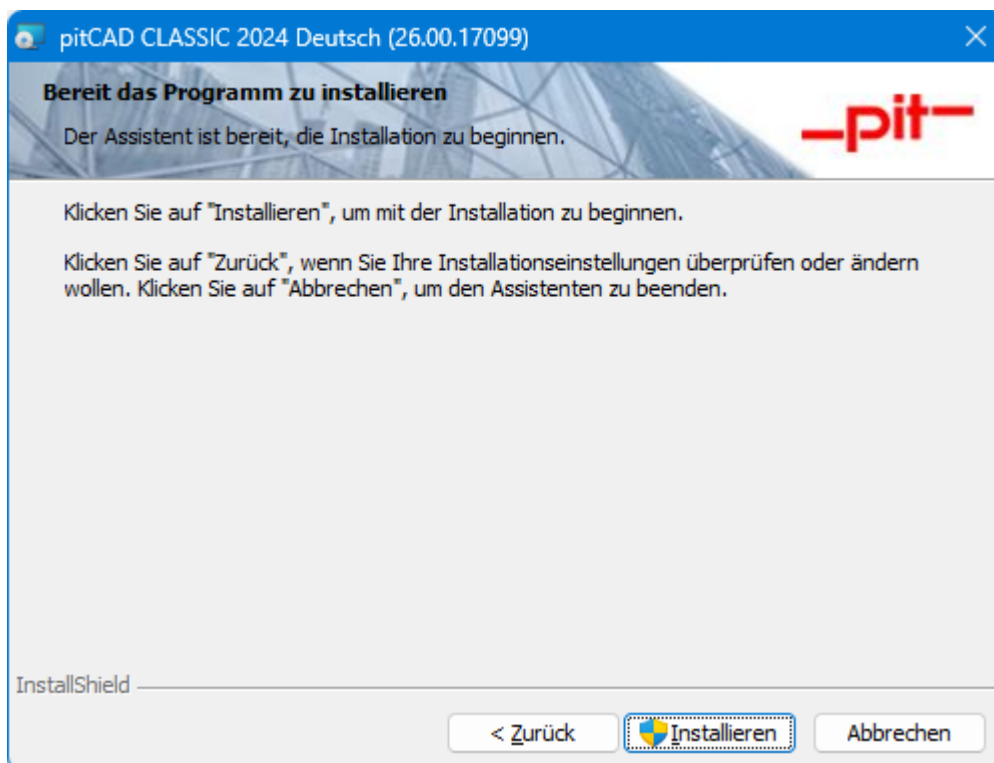 pitCAD CLASSIC 2024 Deutsch (26.00.17099)
Bereit das Programm zu installieren
Der Assistent ist bereit, die Installation zu beginnen.
pit
Klicken Sie auf "Installieren", um mit der Installation zu beginnen.
Klicken Sie auf "Zurück", wenn Sie Ihre Installationseinstellungen überprüfen oder ändern
wollen. Klicken Sie auf "Abbrechen", um den Assistenten zu beenden.
InstallShield
< Zurück
Installieren
Abbrechen